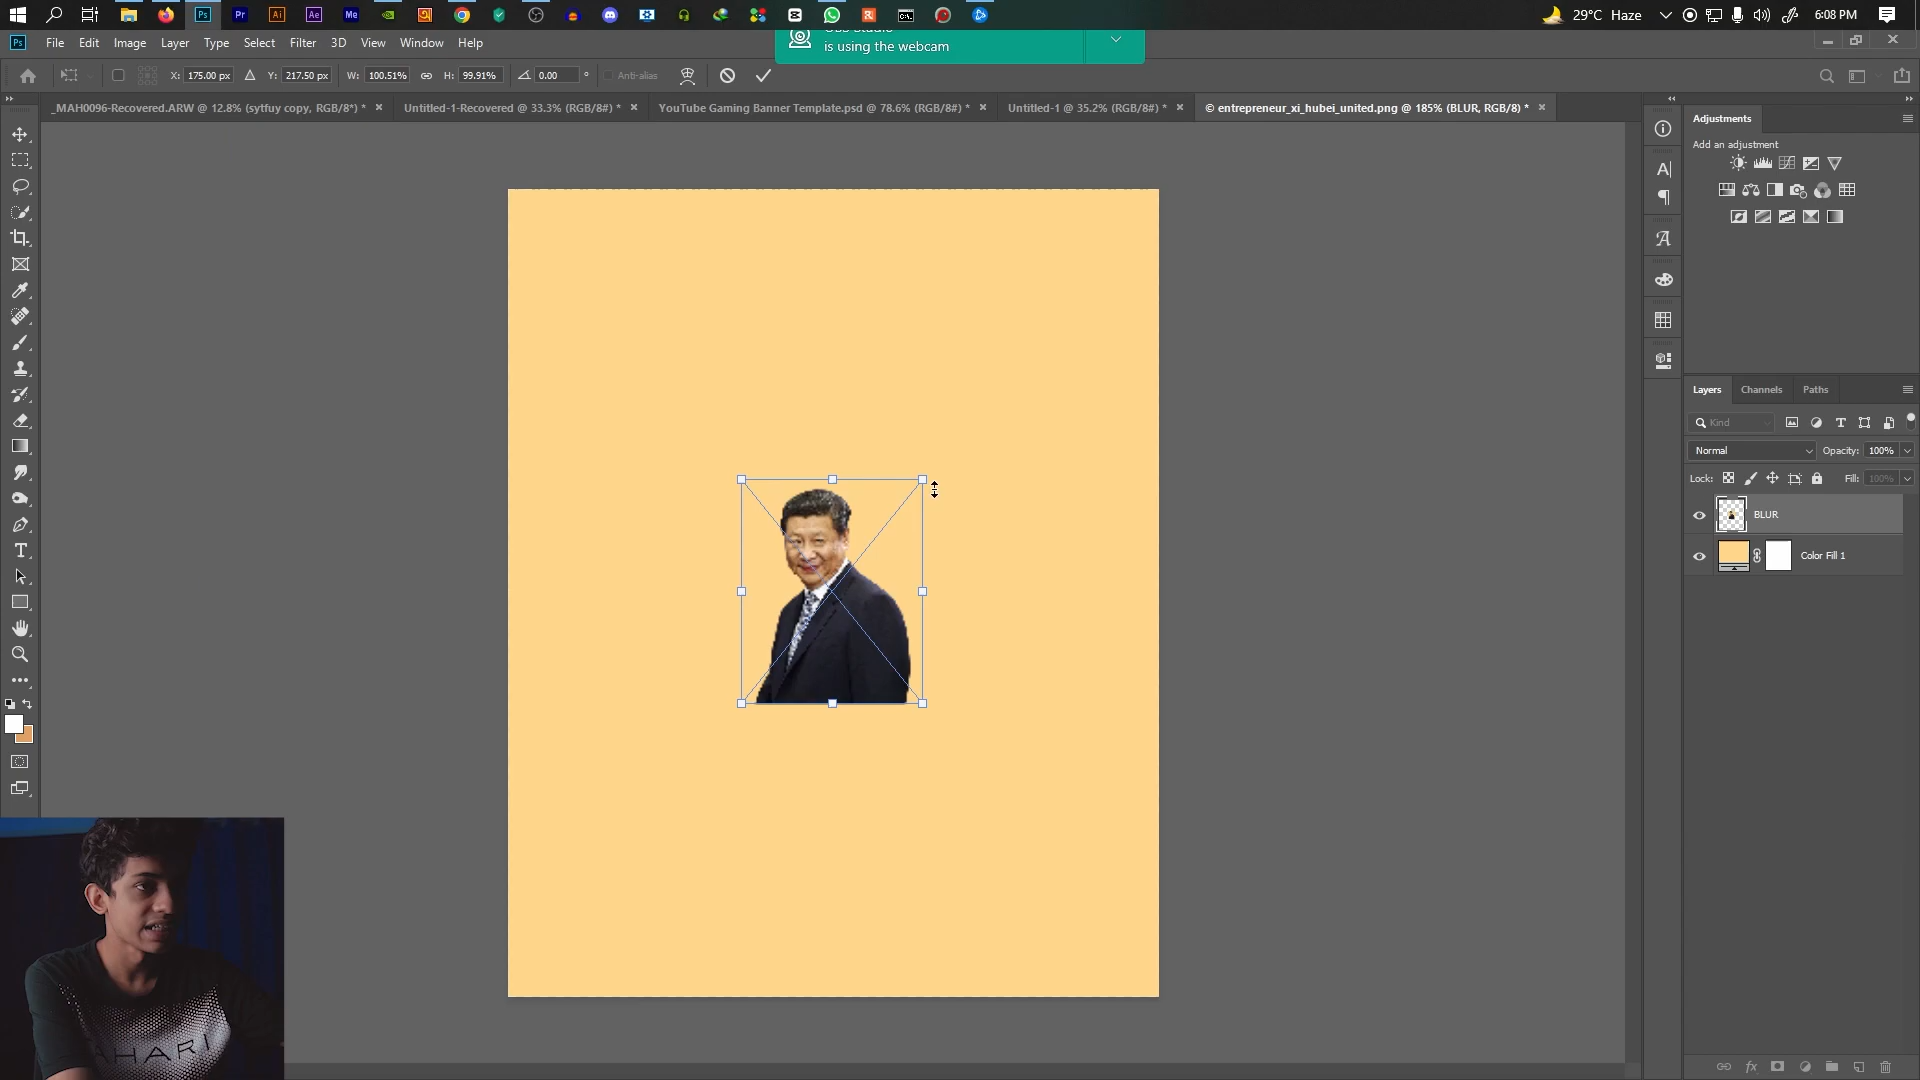 29°C Haze
6:08 PM
File Edit Image Layer Type Select Filter 3D View Window Help
is using the webcam
X: 175.00 px Y: 217.50 px W: 100.51% H: 99.91% 0.00 ° Anti-alias
_MAH0096-Recovered.ARW @ 12.8% (sytfuy copy, RGB/8*) * Untitled-1-Recovered @ 33.3% (RGB/8#) * YouTube Gaming Banner Template.psd @ 78.6% (RGB/8#) * Untitled-1 @ 35.2% (RGB/8#) * © entrepreneur_xi_hubei_united.png @ 185% (BLUR, RGB/8) *
Adjustments
Add an adjustment
Layers Channels Paths
Kind
Normal Opacity: 100%
Lock: Fill: 100%
BLUR
Color Fill 1
AHARI